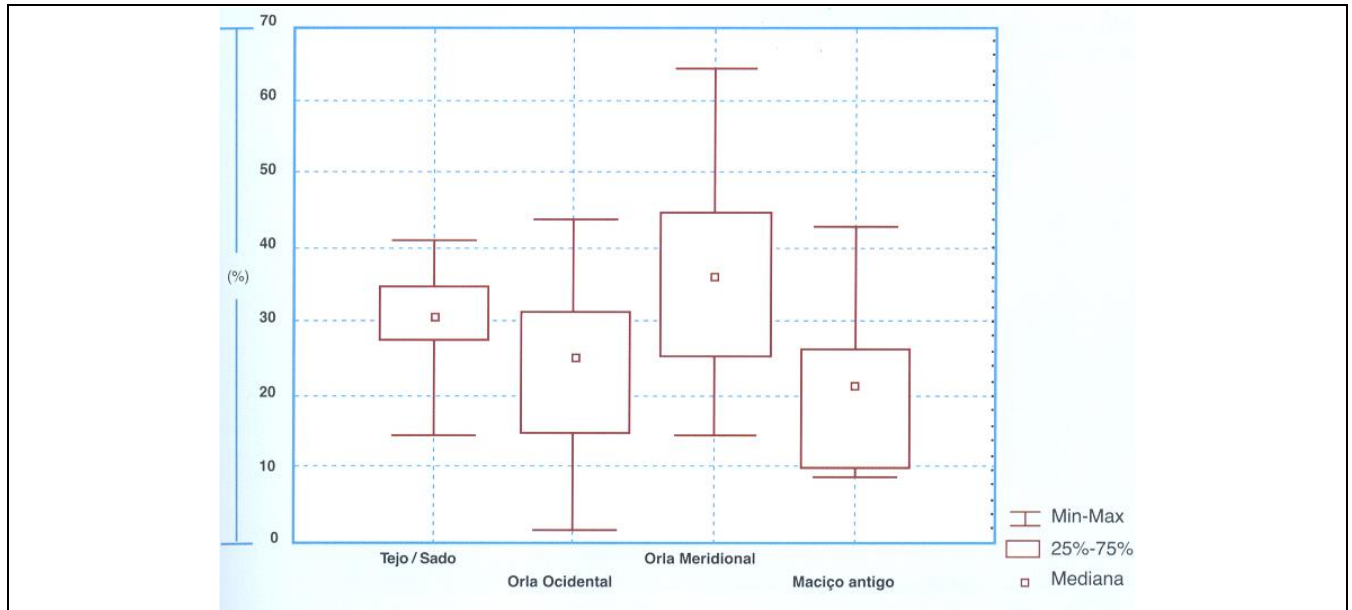 70
60
50
40
(%)
30
20
10
0
Tejo / Sado
Orla Ocidental
Orla Meridional
Maciço antigo
Min-Max
25%-75%
Mediana